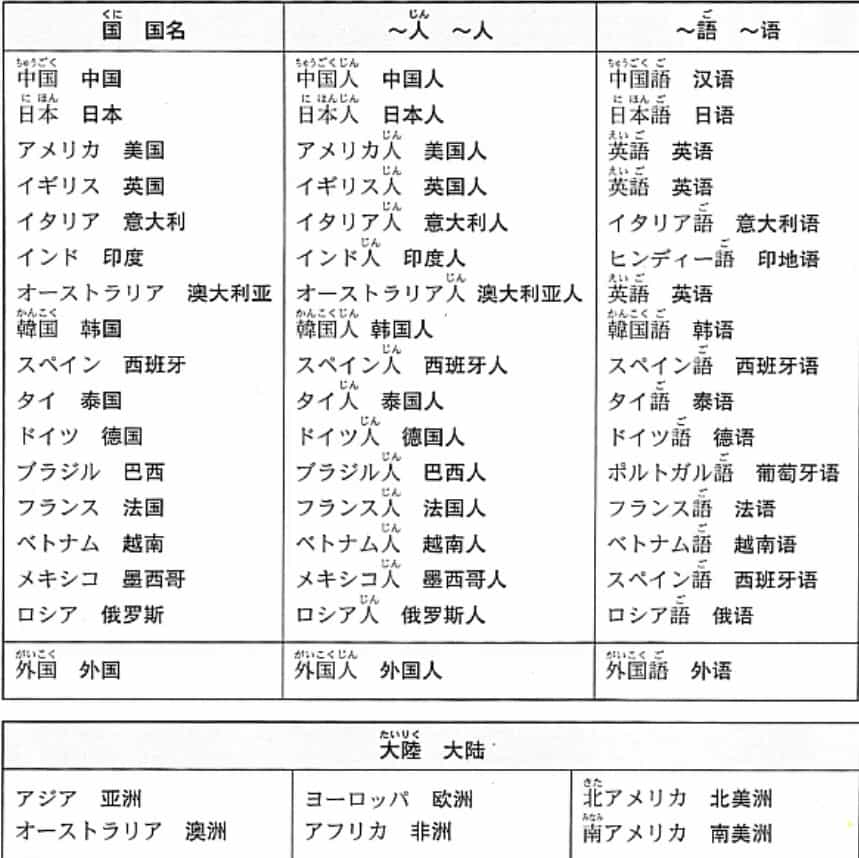 国 国名　～人 ～人　～語 ～语
中国 中国　中国人 中国人　中国語 汉语
日本 日本　日本人 日本人　日本語 日语
アメリカ 美国　アメリカ人 美国人　英語 英语
イギリス 英国　イギリス人 英国人　英語 英语
イタリア 意大利　イタリア人 意大利人　イタリア語 意大利语
インド 印度　インド人 印度人　ヒンディー語 印地语
オーストラリア 澳大利亚　オーストラリア人 澳大利亚人　英語 英语
韓国 韩国　韓国人 韩国人　韓国語 韩语
スペイン 西班牙　スペイン人 西班牙人　スペイン語 西班牙语
タイ 泰国　タイ人 泰国人　タイ語 泰语
ドイツ 德国　ドイツ人 德国人　ドイツ語 德语
ブラジル 巴西　ブラジル人 巴西人　ポルトガル語 葡萄牙语
フランス 法国　フランス人 法国人　フランス語 法语
ベトナム 越南　ベトナム人 越南人　ベトナム語 越南语
メキシコ 墨西哥　メキシコ人 墨西哥人　スペイン語 西班牙语
ロシア 俄罗斯　ロシア人 俄罗斯人　ロシア語 俄语
外国 外国　外国人 外国人　外国語 外语
大陸 大陆
アジア 亚洲　ヨーロッパ 欧洲　北アメリカ 北美洲
オーストラリア 澳洲　アフリカ 非洲　南アメリカ 南美洲